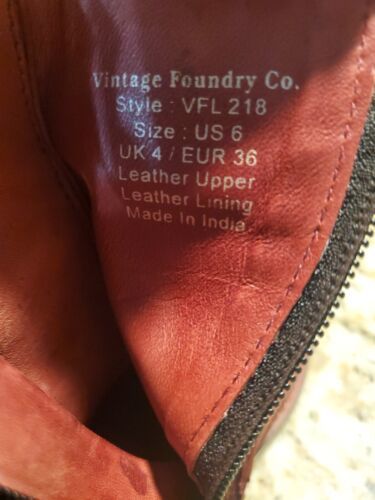 Vintage Foundry Co.
Style : VFL 218
Size : US 6
UK 4 / EUR 36
Leather Upper
Leather Lining
Made In India